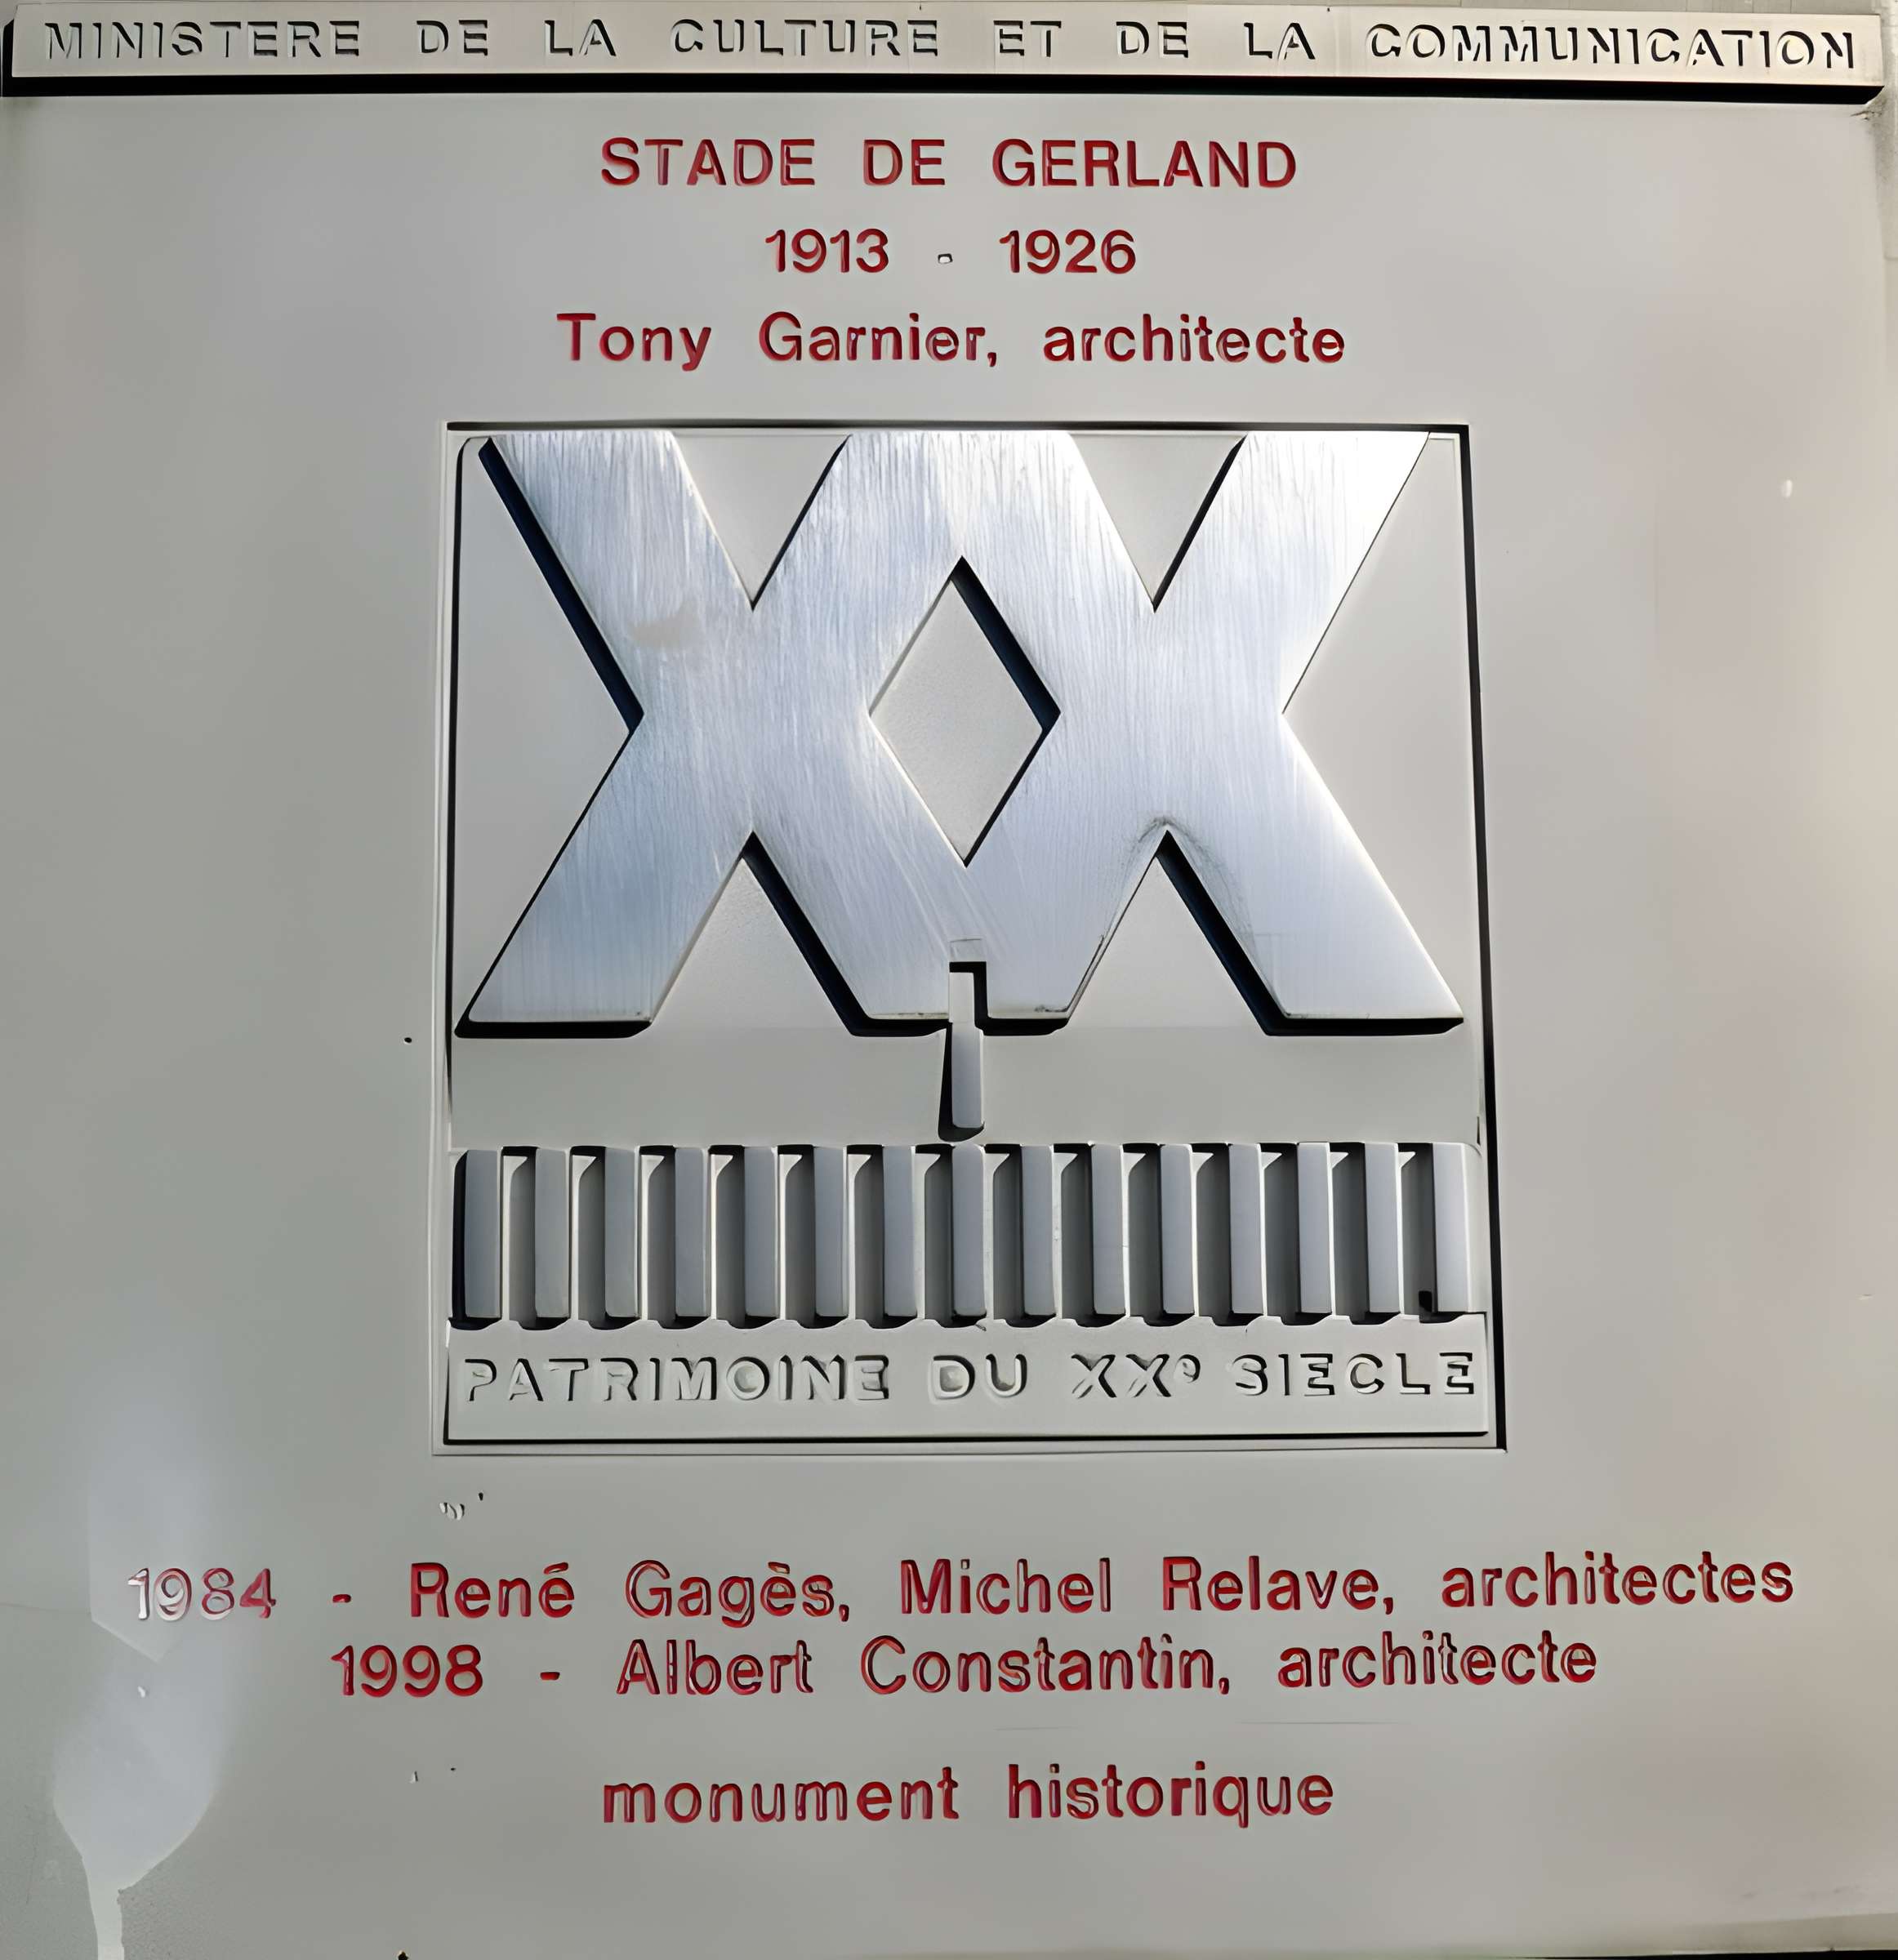 MINISTERE DE LA CULTURE ET DE LA COMMUNICATION
STADE DE GERLAND
1913 - 1926
Tony Garnier, architecte
XX
PATRIMOINE DU XXe SIECLE
1984 - René Gagès, Michel Relave, architectes
1998 - Albert Constantin, architecte
monument historique